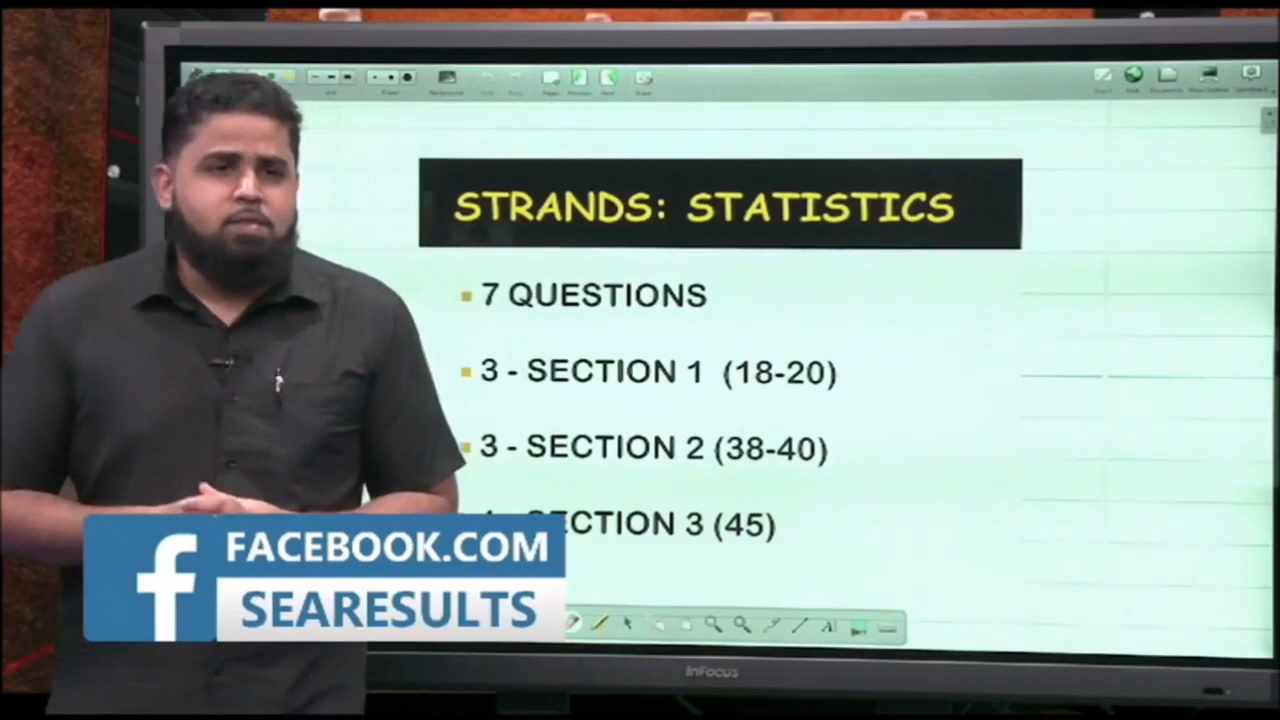 STRANDS: STATISTICS
7 QUESTIONS
3 - SECTION 1 (18-20)
3 - SECTION 2 (38-40)
SECTION 3 (45)
FACEBOOK.COM
SEARESULTS
InFocus